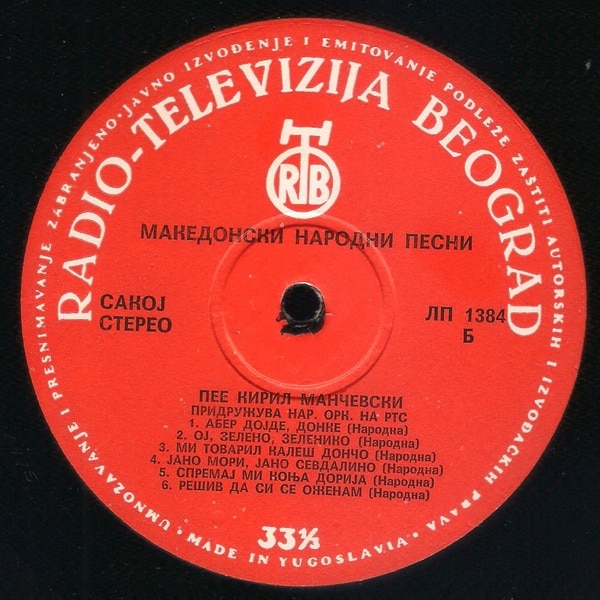 UMNOZAVANJE I PRESNIMAVANJE ZABRANJENO · JAVNO IZVOĐENJE I EMITOVANJE PODLEŽE ZAŠTITI AUTORSKIH I IZVOĐAČKIH PRAVA ·
RADIO-TELEVIZIJA BEOGRAD
RTB
МАКЕДОНСКИ НАРОДНИ ПЕСНИ
САКОЈ
СТЕРЕО
ЛП 1384
Б
ПЕЕ КИРИЛ МАНЧЕВСКИ
ПРИДРУЖУВА НАР. ОРК. НА РТС
1. АБЕР ДОЈДЕ, ДОНКЕ (Народна)
2. ОЈ, ЗЕЛЕНО, ЗЕЛЕНИКО (Народна)
3. МИ ТОВАРИЛ КАЛЕШ ДОНЧО (Народна)
4. ЈАНО МОРИ, ЈАНО СЕВДАЛИНО (Народна)
5. СПРЕМАЈ МИ КОЊА ДОРИЈА (Народна)
6. РЕШИВ ДА СИ СЕ ОЖЕНАМ (Народна)
33⅓
· MADE IN YUGOSLAVIA ·